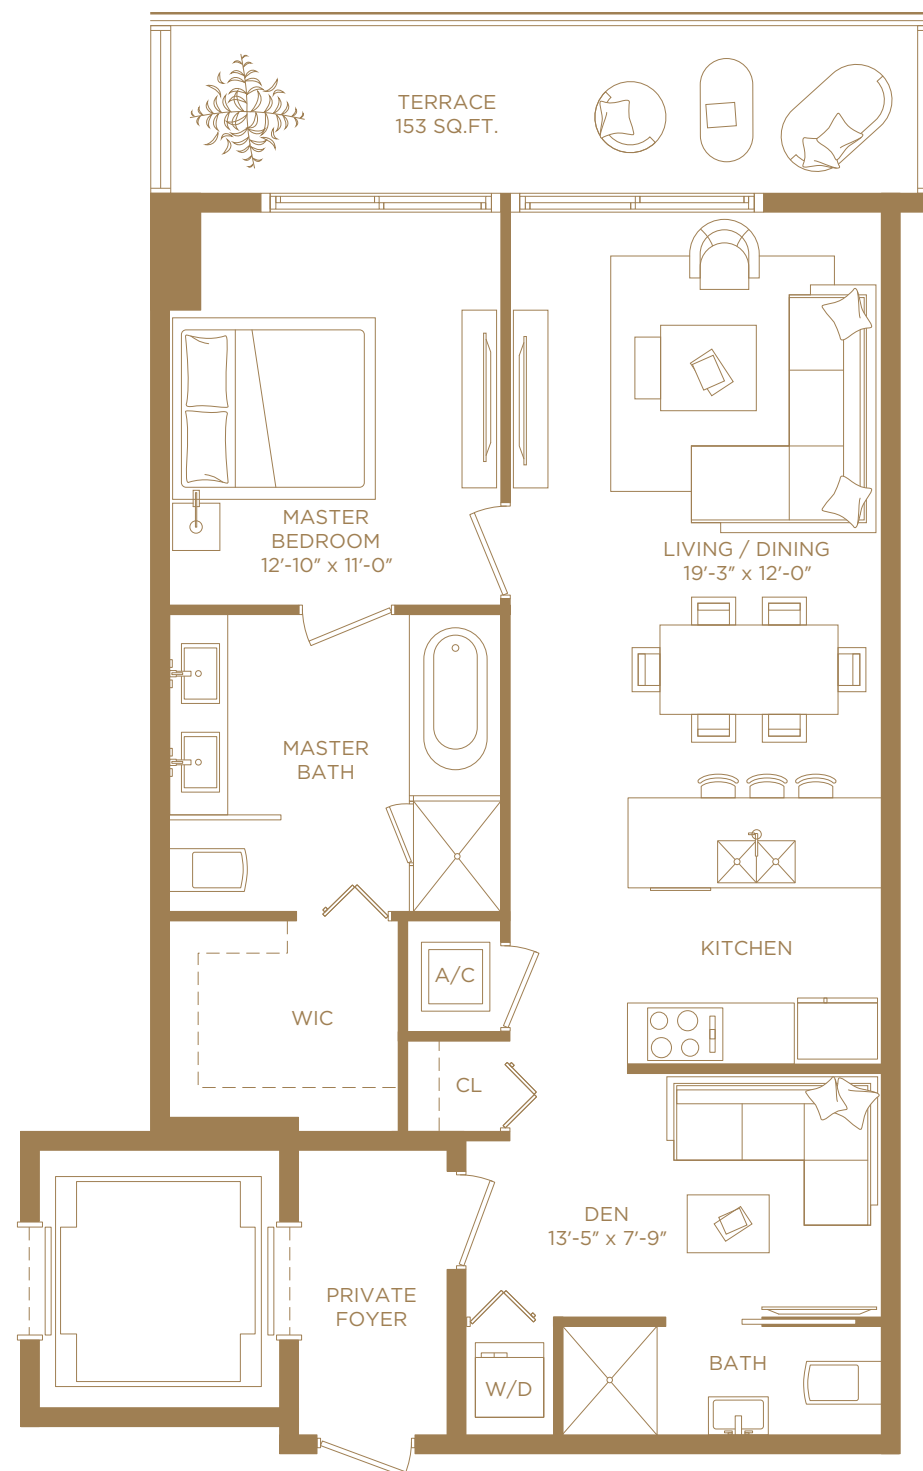 TERRACE
153 SQ.FT.
MASTER
BEDROOM
12'-10" x 11'-0"
LIVING / DINING
19'-3" x 12'-0"
MASTER
BATH
KITCHEN
A/C
WIC
CL
DEN
13'-5" x 7'-9"
PRIVATE
FOYER
BATH
W/D